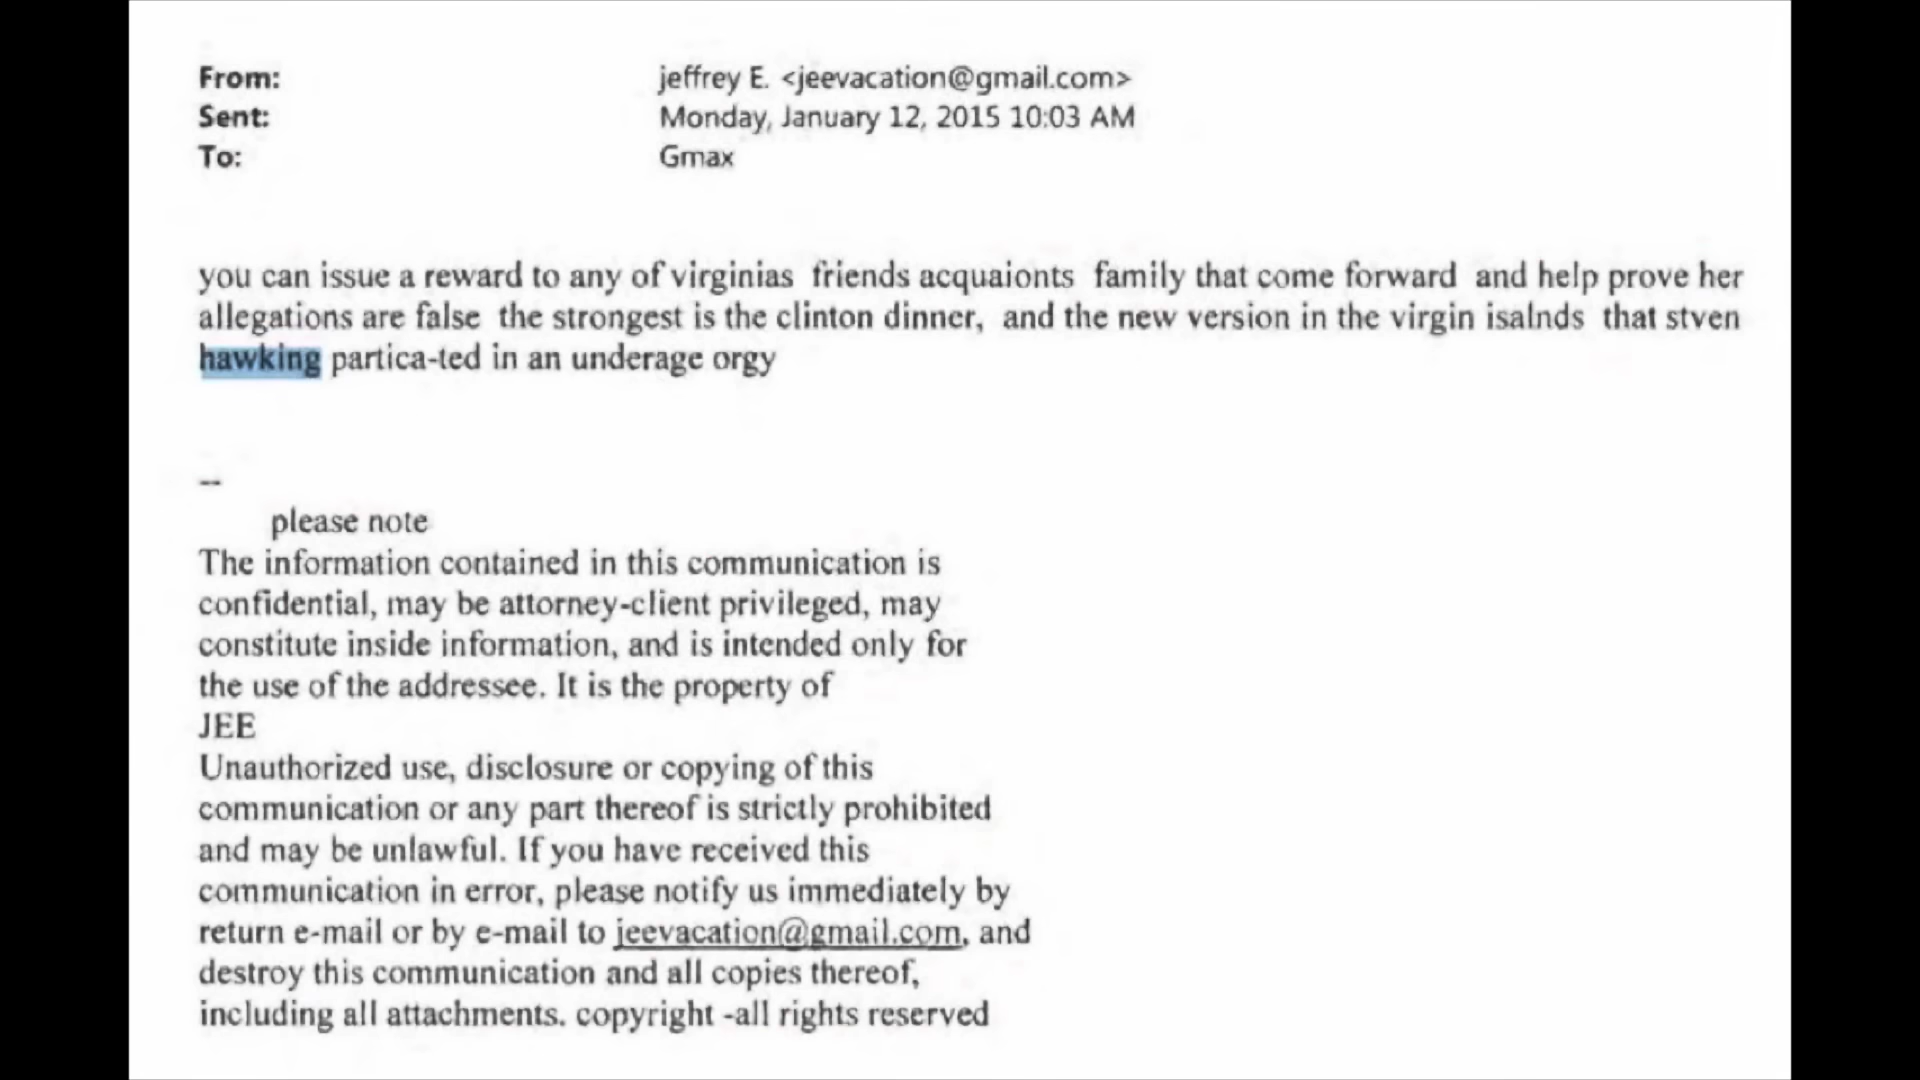 From: jeffrey E. <jeevacation@gmail.com>
Sent: Monday, January 12, 2015 10:03 AM
To: Gmax
you can issue a reward to any of virginias  friends acquaionts  family that come forward  and help prove her
allegations are false  the strongest is the clinton dinner,  and the new version in the virgin isalnds  that stven
hawking partica-ted in an underage orgy
--
please note
The information contained in this communication is
confidential, may be attorney-client privileged, may
constitute inside information, and is intended only for
the use of the addressee. It is the property of
JEE
Unauthorized use, disclosure or copying of this
communication or any part thereof is strictly prohibited
and may be unlawful. If you have received this
communication in error, please notify us immediately by
return e-mail or by e-mail to jeevacation@gmail.com, and
destroy this communication and all copies thereof,
including all attachments. copyright -all rights reserved